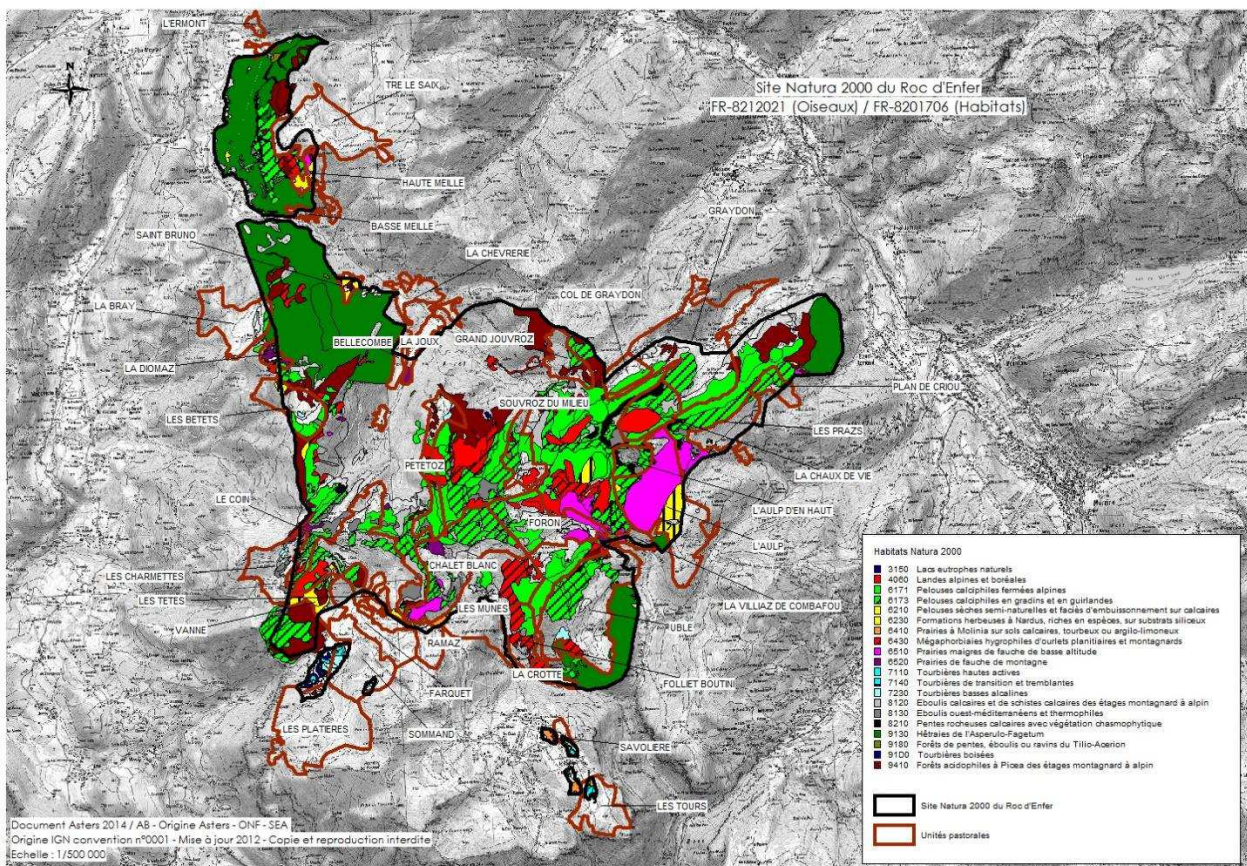 L'ERMONT
N
TRE LE SAIX
Site Natura 2000 du Roc d'Enfer
FR-8212021 (Oiseaux) / FR-8201706 (Habitats)
HAUTE MEILLE
GRAYDON
BASSE MEILLE
SAINT BRUNO
LA CHEVRERIE
COL DE GRAYDON
LA BRAY
BELLECOMBE
LA JOUX
GRAND JOUVROZ
LA DIOMAZ
PLAN DE CRIOU
SOUVROZ DU MILIEU
LES BETETS
LES PRAZS
PETETOZ
LA CHAUX DE VIE
LE COIN
L'AULP D'EN HAUT
FORON
L'AULP
CHALET BLANC
LES CHARMETTES
LES TETES
LES MUNES
LA VILLIAZ DE COMBAFOU
VANNE
UBLE
RAMAZ
LA CROTTE
FOLLIET BOUTINI
FARQUET
LES PLATIERES
SOMMAND
SAVOLIERE
LES TOURS
Habitats Natura 2000
3150 Lacs eutrophes naturels
4060 Landes alpines et boréales
6171 Pelouses calciphiles fermées alpines
6173 Pelouses calciphiles en gradins et en guirlandes
6210 Pelouses sèches semi-naturelles et faciès d'embuissonnement sur calcaires
6230 Formations herbeuses à Nardus, riches en espèces, sur substrats siliceux
6410 Prairies à Molinia sur sols calcaires, tourbeux ou argilo-limoneux
6430 Mégaphorbiaies hygrophiles d'ourlets planitiaires et montagnards
6510 Prairies maigres de fauche de basse altitude
6520 Prairies de fauche de montagne
7110 Tourbières hautes actives
7140 Tourbières de transition et tremblantes
7230 Tourbières basses alcalines
8120 Eboulis calcaires et de schistes calcaires des étages montagnard à alpin
8130 Eboulis ouest-méditerranéens et thermophiles
8210 Pentes rocheuses calcaires avec végétation chasmophytique
9130 Hêtraies de l'Asperulo-Fagetum
9180 Forêts de pentes, éboulis ou ravins du Tilio-Acerion
91D0 Tourbières boisées
9410 Forêts acidophiles à Picea des étages montagnard à alpin
Site Natura 2000 du Roc d'Enfer
Unités pastorales
Document Asters 2014 / AB - Origine Asters - ONF - SEA
Origine IGN convention n°0001 - Mise à jour 2012 - Copie et reproduction interdite
Echelle : 1/500 000